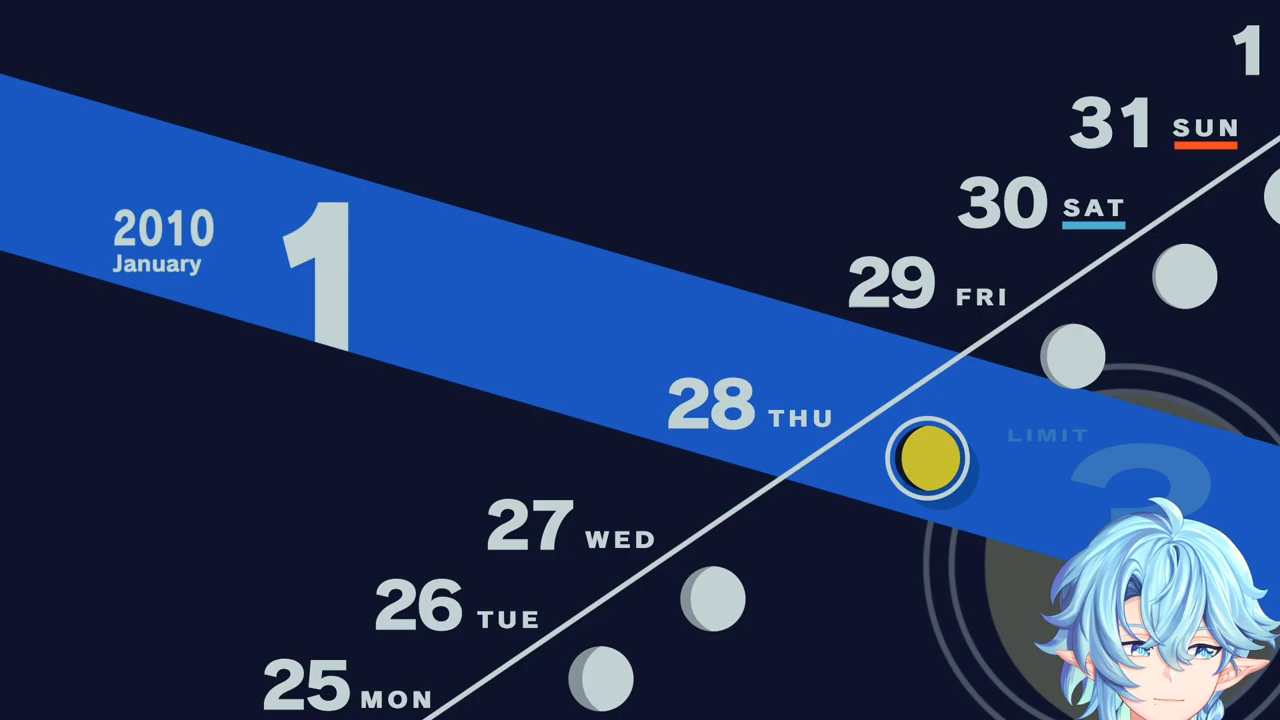 1
31 SUN
30 SAT
2010
January
1
29 FRI
28 THU
LIMIT
27 WED
26 TUE
25 MON